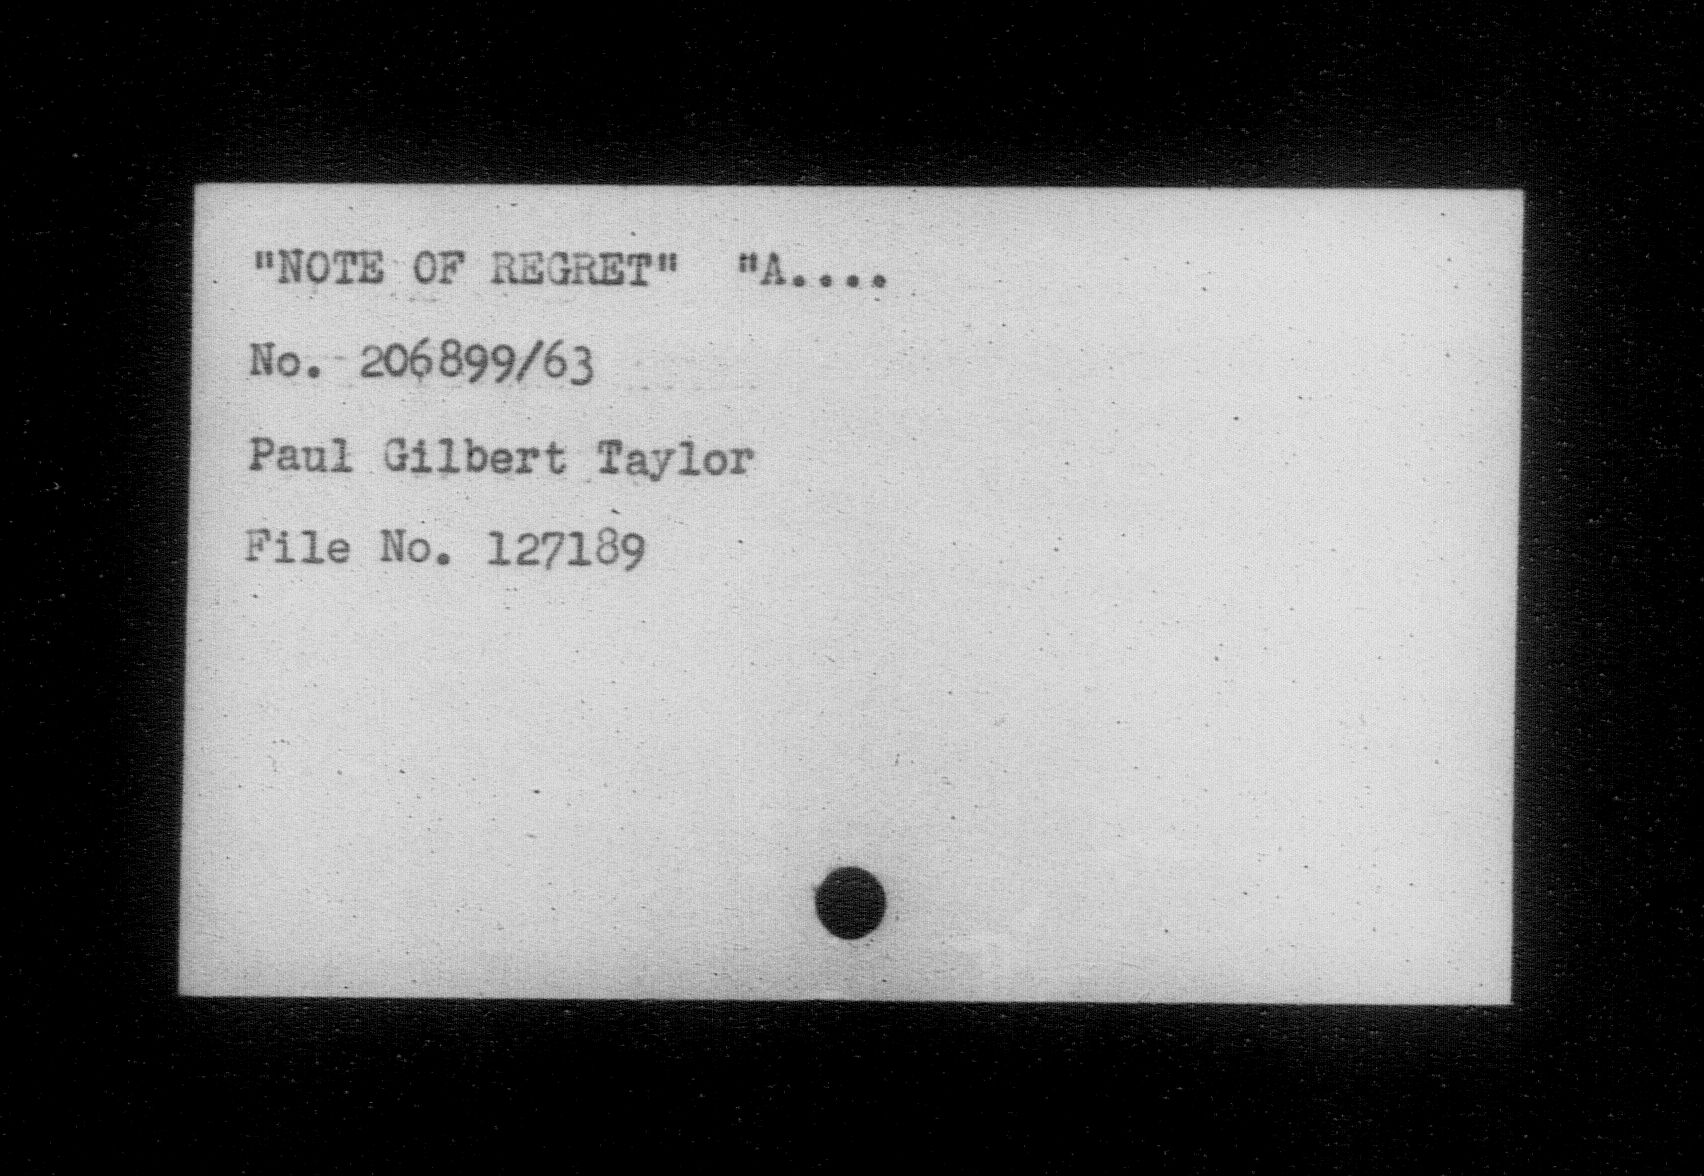 "NOTE OF REGRET" "A....
No. 206899/63
Paul Gilbert Taylor
File No. 127189